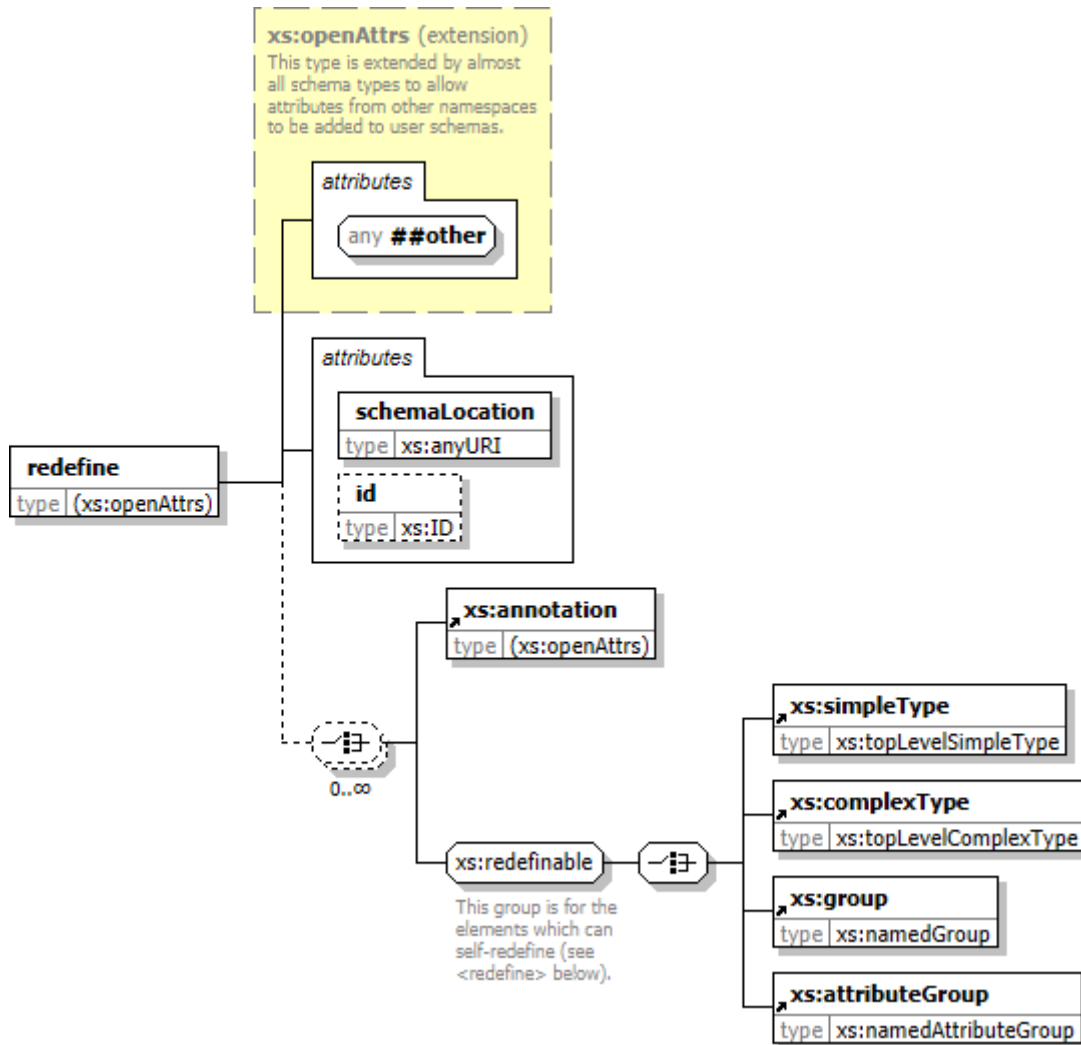 xs:openAttrs (extension)
This type is extended by almost
all schema types to allow
attributes from other namespaces
to be added to user schemas.
attributes
any ##other
attributes
schemaLocation
type xs:anyURI
id
type xs:ID
redefine
type (xs:openAttrs)
xs:annotation
type (xs:openAttrs)
0..∞
xs:redefinable
This group is for the
elements which can
self-redefine (see
<redefine> below).
xs:simpleType
type xs:topLevelSimpleType
xs:complexType
type xs:topLevelComplexType
xs:group
type xs:namedGroup
xs:attributeGroup
type xs:namedAttributeGroup